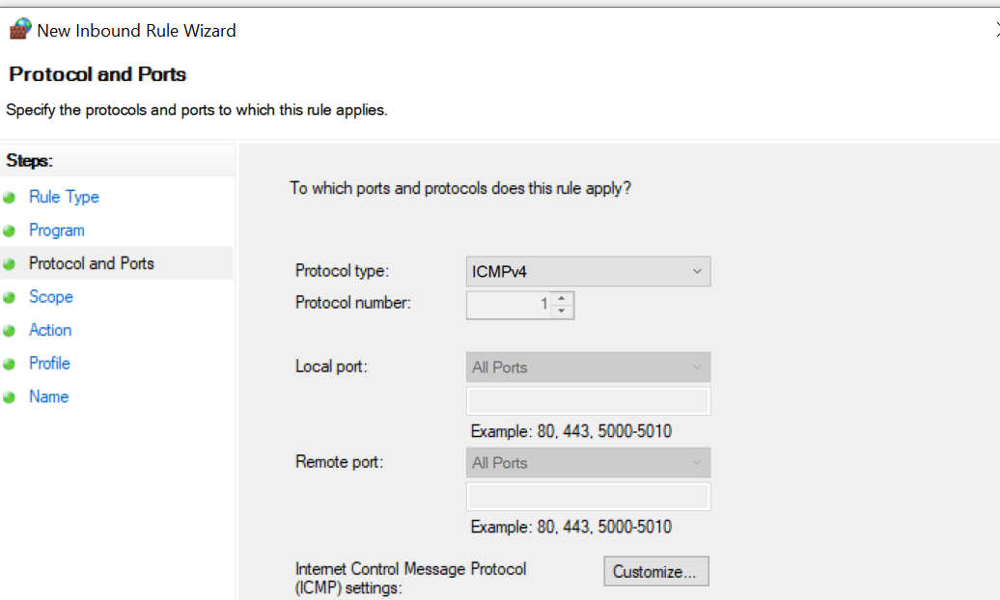 New Inbound Rule Wizard
Protocol and Ports
Specify the protocols and ports to which this rule applies.
Steps:
Rule Type
Program
Protocol and Ports
Scope
Action
Profile
Name
To which ports and protocols does this rule apply?
Protocol type: ICMPv4
Protocol number: 1
Local port: All Ports
Example: 80, 443, 5000-5010
Remote port: All Ports
Example: 80, 443, 5000-5010
Internet Control Message Protocol
(ICMP) settings:
Customize...